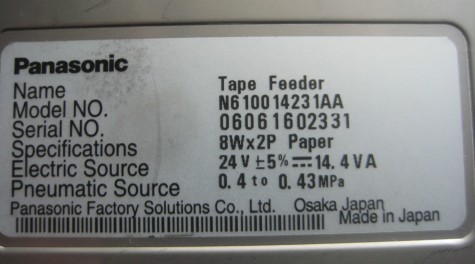 Panasonic
Name Tape Feeder
Model NO. N610014231AA
Serial NO. 06061602331
Specifications 8Wx2P Paper
Electric Source 24V ±5% ⎓ 14.4VA
Pneumatic Source 0.4 to 0.43MPa
Panasonic Factory Solutions Co., Ltd. Osaka Japan
Made in Japan